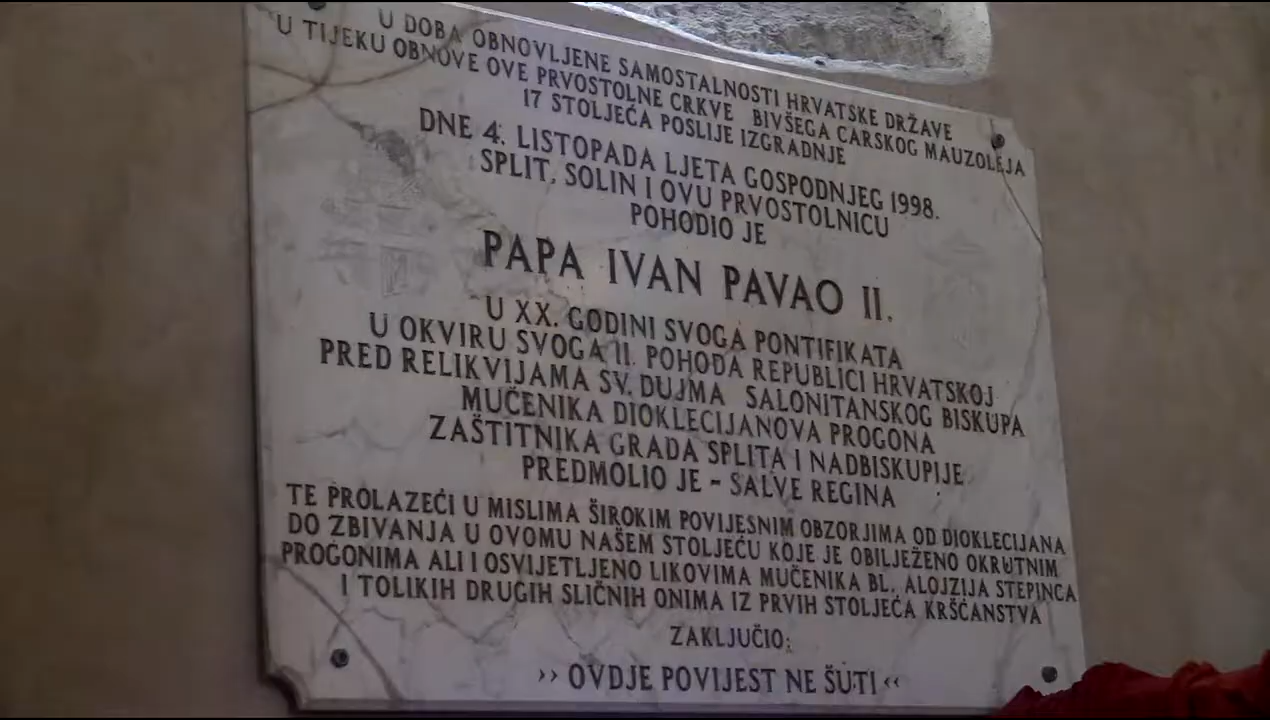 U DOBA OBNOVLJENE SAMOSTALNOSTI HRVATSKE DRŽAVE
U TIJEKU OBNOVE OVE PRVOSTOLNE CRKVE BIVŠEGA CARSKOG MAUZOLEJA
17 STOLJEĆA POSLIJE IZGRADNJE
DNE 4. LISTOPADA LJETA GOSPODNJEG 1998.
SPLIT, SOLIN I OVU PRVOSTOLNICU
POHODIO JE
PAPA IVAN PAVAO II.
U XX. GODINI SVOGA PONTIFIKATA
U OKVIRU SVOGA II. POHODA REPUBLICI HRVATSKOJ
PRED RELIKVIJAMA SV. DUJMA SALONITANSKOG BISKUPA
MUČENIKA DIOKLECIJANOVA PROGONA
ZAŠTITNIKA GRADA SPLITA I NADBISKUPIJE
PREDMOLIO JE - SALVE REGINA
TE PROLAZEĆI U MISLIMA ŠIROKIM POVIJESNIM OBZORJIMA OD DIOKLECIJANA
DO ZBIVANJA U OVOMU NAŠEM STOLJEĆU KOJE JE OBILJEŽENO OKRUTNIM
PROGONIMA ALI I OSVIJETLJENO LIKOVIMA MUČENIKA BL. ALOJZIJA STEPINCA
I TOLIKIH DRUGIH SLIČNIH ONIMA IZ PRVIH STOLJEĆA KRŠĆANSTVA
ZAKLJUČIO:
›› OVDJE POVIJEST NE ŠUTI ‹‹